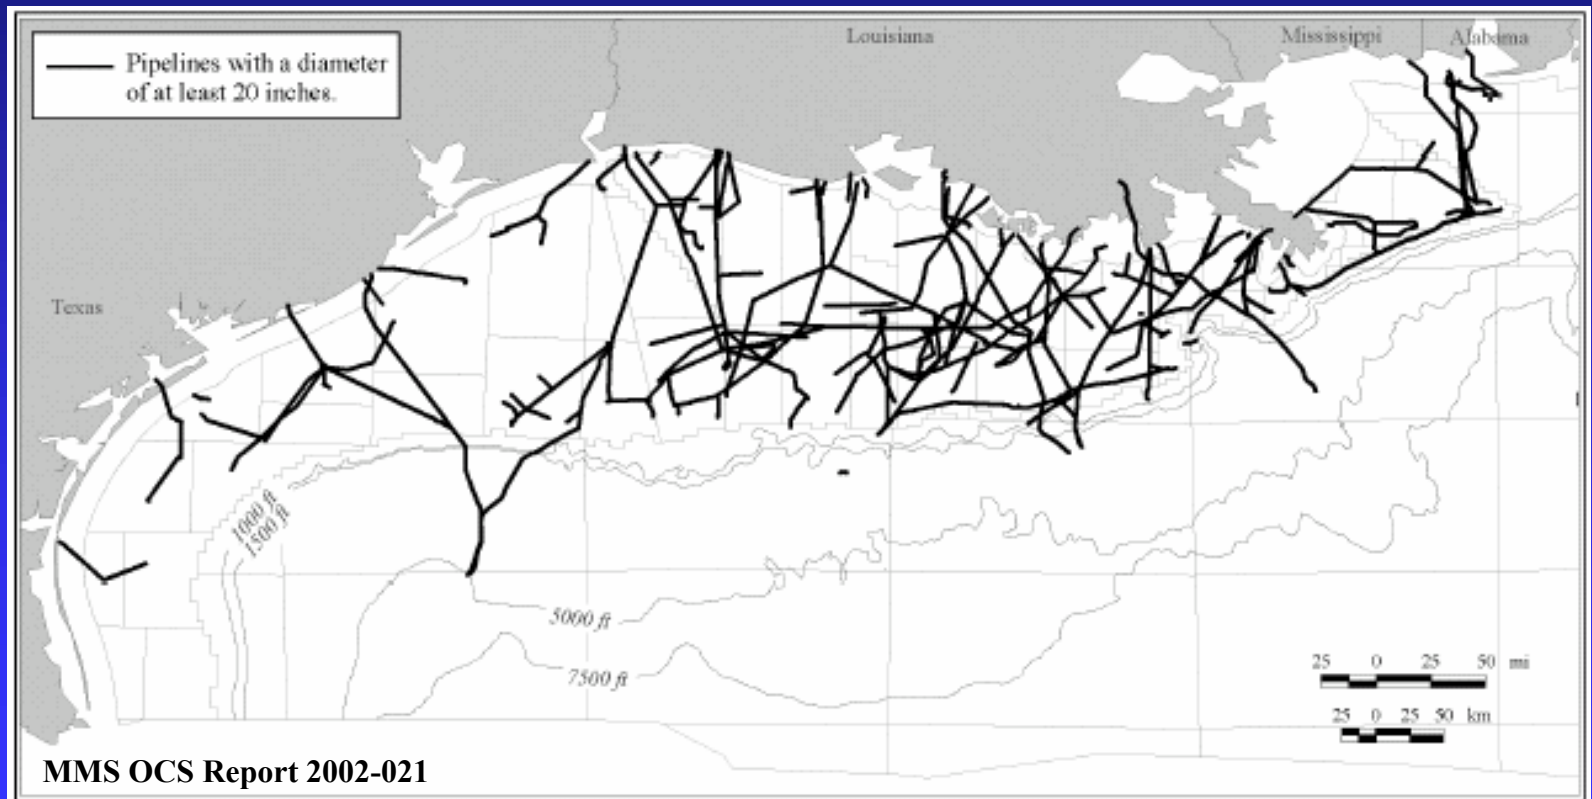 Louisiana
Mississippi
Alabama
Pipelines with a diameter
of at least 20 inches.
Texas
1000 ft
1500 ft
5000 ft
7500 ft
25 0 25 50 mi
25 0 25 50 km
MMS OCS Report 2002-021